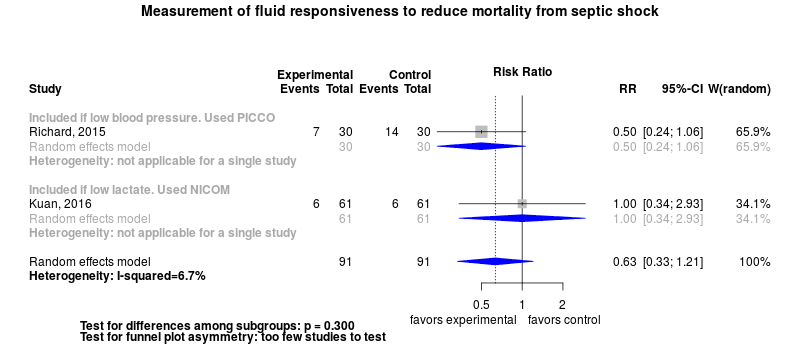 Measurement of fluid responsiveness to reduce mortality from septic shock
Experimental Control Risk Ratio
Study Events Total Events Total RR 95%-CI W(random)
Included if low blood pressure. Used PICCO
Richard, 2015 7 30 14 30 0.50 [0.24; 1.06] 65.9%
Random effects model 30 30 0.50 [0.24; 1.06] 65.9%
Heterogeneity: not applicable for a single study
Included if low lactate. Used NICOM
Kuan, 2016 6 61 6 61 1.00 [0.34; 2.93] 34.1%
Random effects model 61 61 1.00 [0.34; 2.93] 34.1%
Heterogeneity: not applicable for a single study
Random effects model 91 91 0.63 [0.33; 1.21] 100%
Heterogeneity: I-squared=6.7%
0.5 1 2
favors experimental favors control
Test for differences among subgroups: p = 0.300
Test for funnel plot asymmetry: too few studies to test